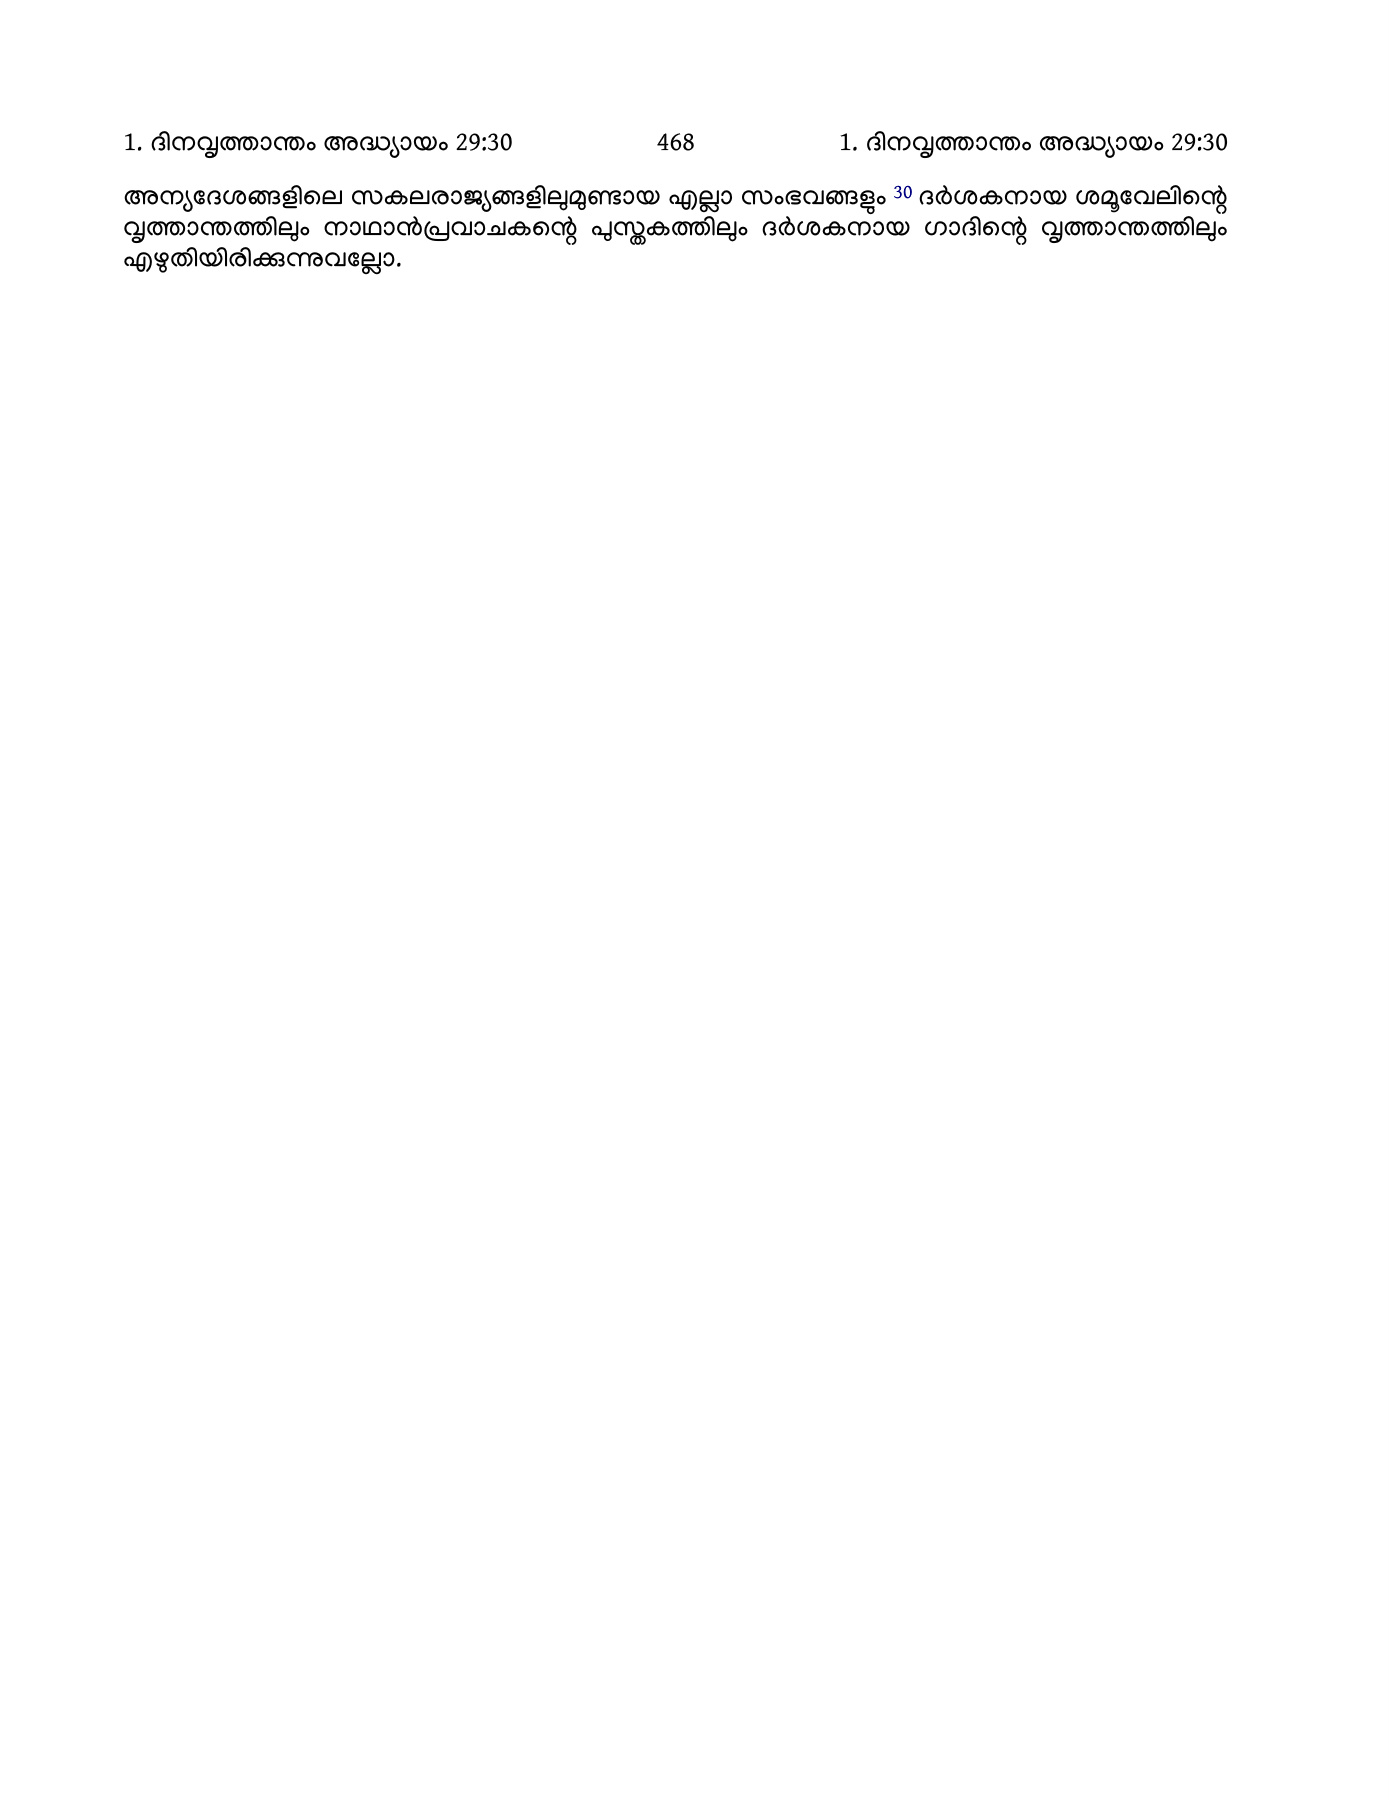 1. ദിനവൃത്താന്തം അദ്ധ്യായം 29:30 468 1. ദിനവൃത്താന്തം അദ്ധ്യായം 29:30
അന്യദേശങ്ങളിലെ സകലരാജ്യങ്ങളിലുമുണ്ടായ എല്ലാ സംഭവങ്ങളും 30 ദർശകനായ ശമൂവേലിന്റെ
വൃത്താന്തത്തിലും നാഥാൻപ്രവാചകന്റെ പുസ്തകത്തിലും ദർശകനായ ഗാദിന്റെ വൃത്താന്തത്തിലും
എഴുതിയിരിക്കുന്നുവല്ലോ.